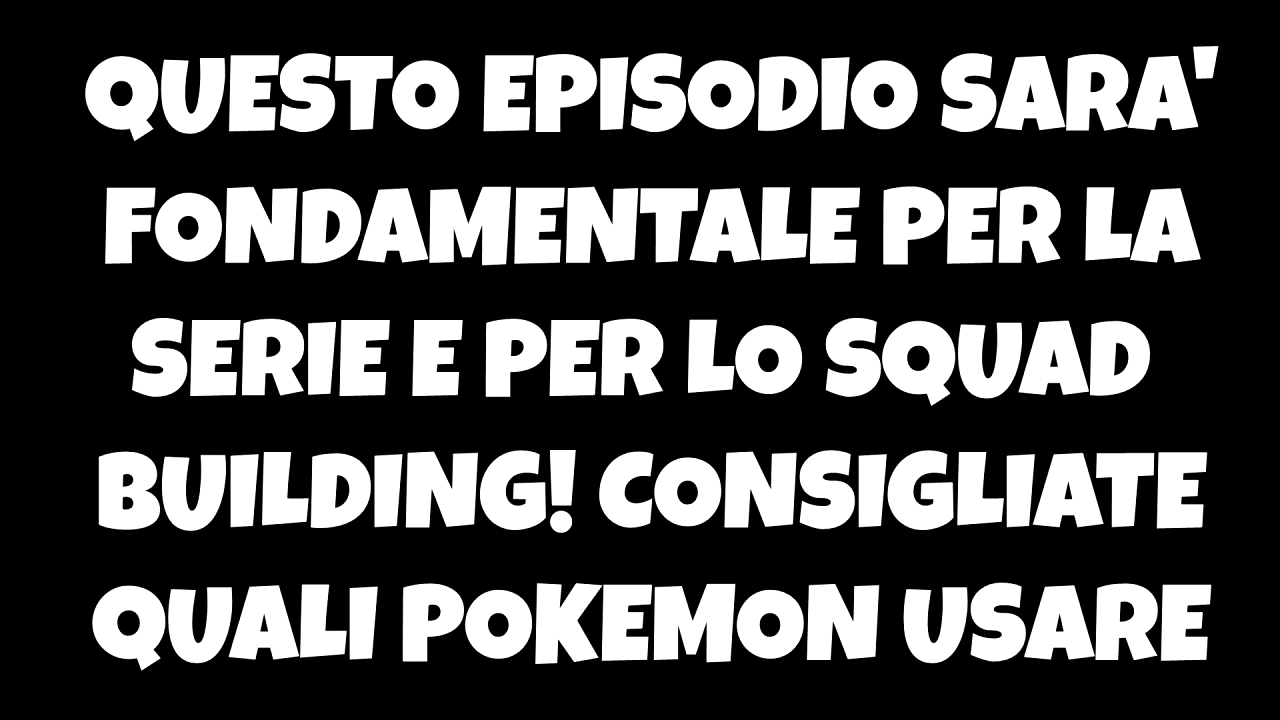 QUESTO EPISODIO SARA'
FONDAMENTALE PER LA
SERIE E PER LO SQUAD
BUILDING! CONSIGLIATE
QUALI POKEMON USARE